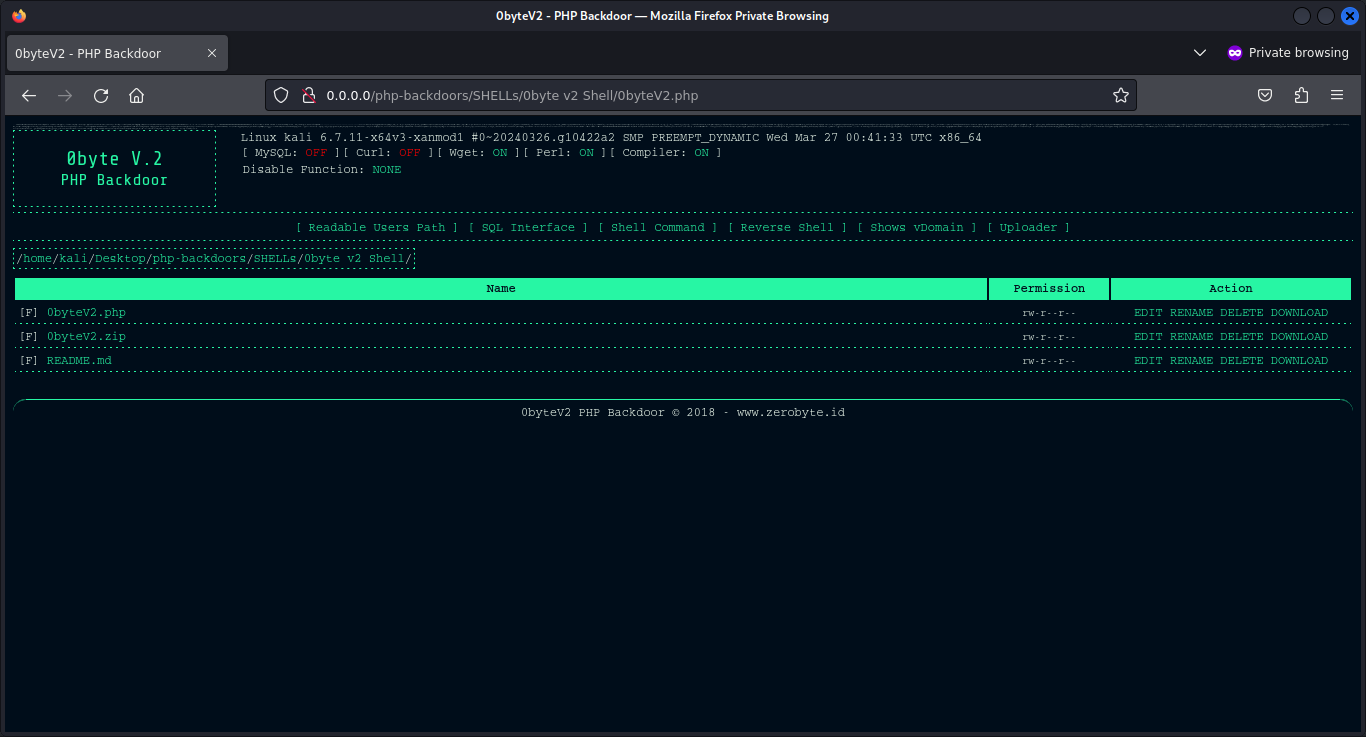 0byteV2 - PHP Backdoor — Mozilla Firefox Private Browsing
0byteV2 - PHP Backdoor
Private browsing
0.0.0.0/php-backdoors/SHELLs/0byte v2 Shell/0byteV2.php
0byte V.2
PHP Backdoor
Linux kali 6.7.11-x64v3-xanmod1 #0~20240326.g10422a2 SMP PREEMPT_DYNAMIC Wed Mar 27 00:41:33 UTC x86_64
[ MySQL: OFF ][ Curl: OFF ][ Wget: ON ][ Perl: ON ][ Compiler: ON ]
Disable Function: NONE
[ Readable Users Path ] [ SQL Interface ] [ Shell Command ] [ Reverse Shell ] [ Shows vDomain ] [ Uploader ]
/home/kali/Desktop/php-backdoors/SHELLs/0byte v2 Shell/
Name Permission Action
[F] 0byteV2.php rw-r--r-- EDIT RENAME DELETE DOWNLOAD
[F] 0byteV2.zip rw-r--r-- EDIT RENAME DELETE DOWNLOAD
[F] README.md rw-r--r-- EDIT RENAME DELETE DOWNLOAD
0byteV2 PHP Backdoor © 2018 - www.zerobyte.id